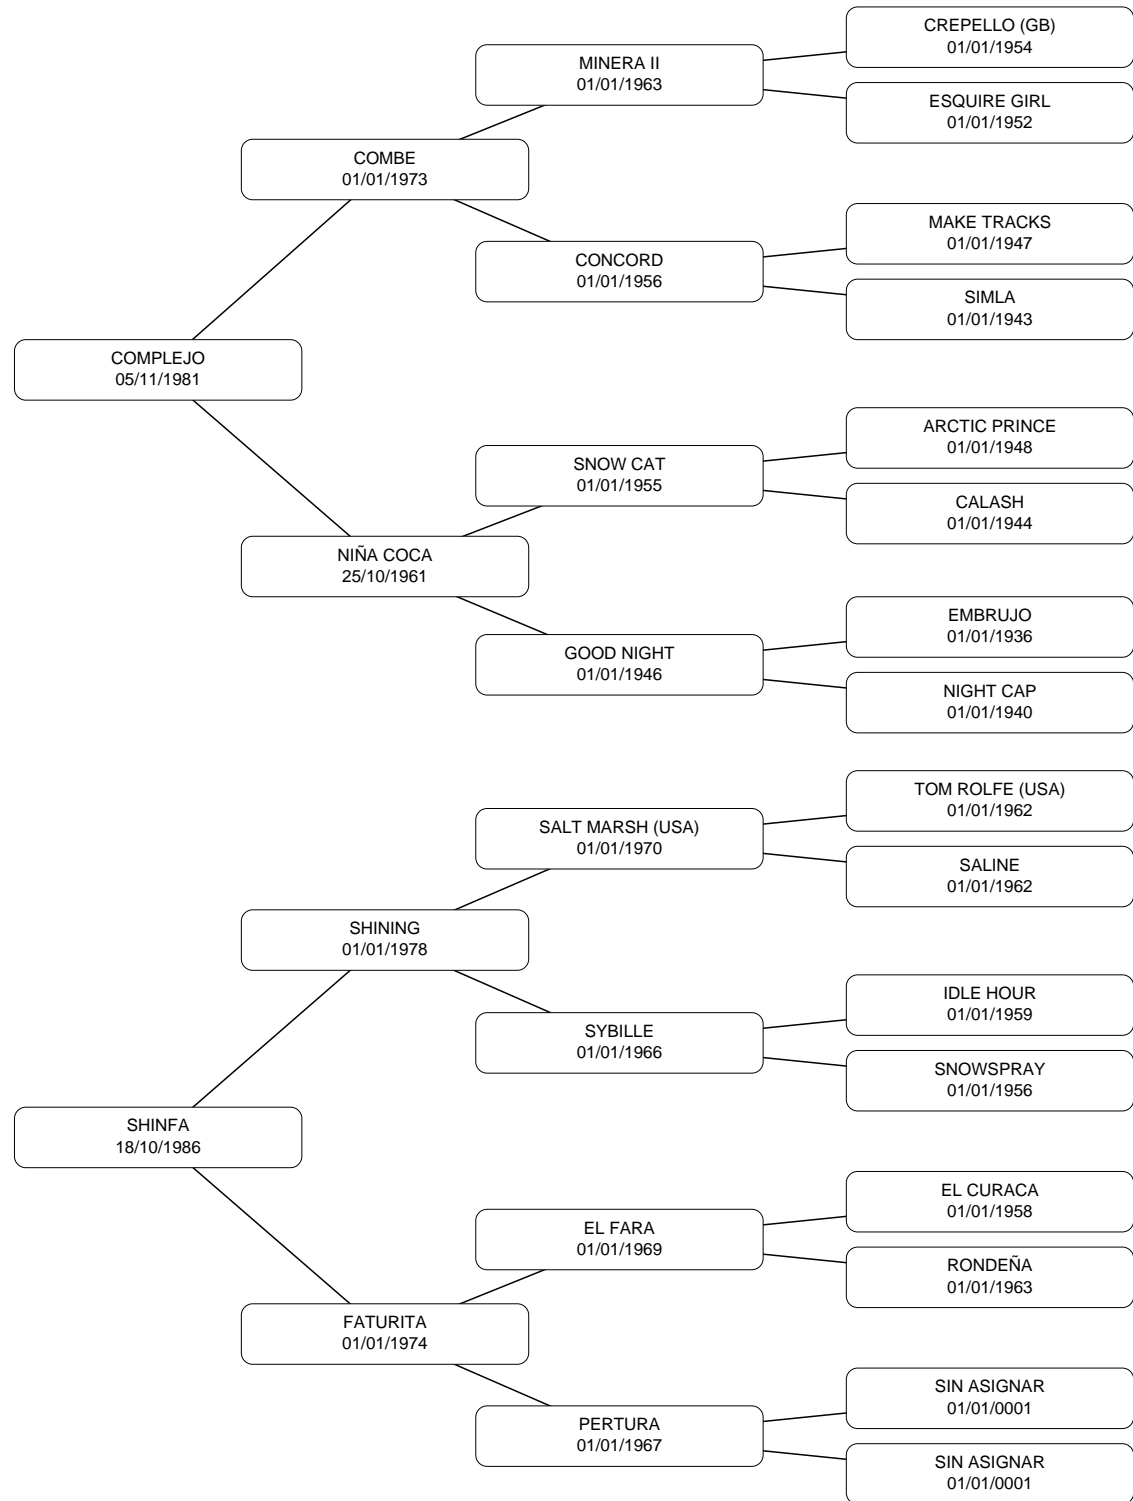 CREPELLO (GB)
01/01/1954
MINERA II
01/01/1963
ESQUIRE GIRL
01/01/1952
COMBE
01/01/1973
MAKE TRACKS
01/01/1947
CONCORD
01/01/1956
SIMLA
01/01/1943
COMPLEJO
05/11/1981
ARCTIC PRINCE
01/01/1948
SNOW CAT
01/01/1955
CALASH
01/01/1944
NIÑA COCA
25/10/1961
EMBRUJO
01/01/1936
GOOD NIGHT
01/01/1946
NIGHT CAP
01/01/1940
TOM ROLFE (USA)
01/01/1962
SALT MARSH (USA)
01/01/1970
SALINE
01/01/1962
SHINING
01/01/1978
IDLE HOUR
01/01/1959
SYBILLE
01/01/1966
SNOWSPRAY
01/01/1956
SHINFA
18/10/1986
EL CURACA
01/01/1958
EL FARA
01/01/1969
RONDEÑA
01/01/1963
FATURITA
01/01/1974
SIN ASIGNAR
01/01/0001
PERTURA
01/01/1967
SIN ASIGNAR
01/01/0001